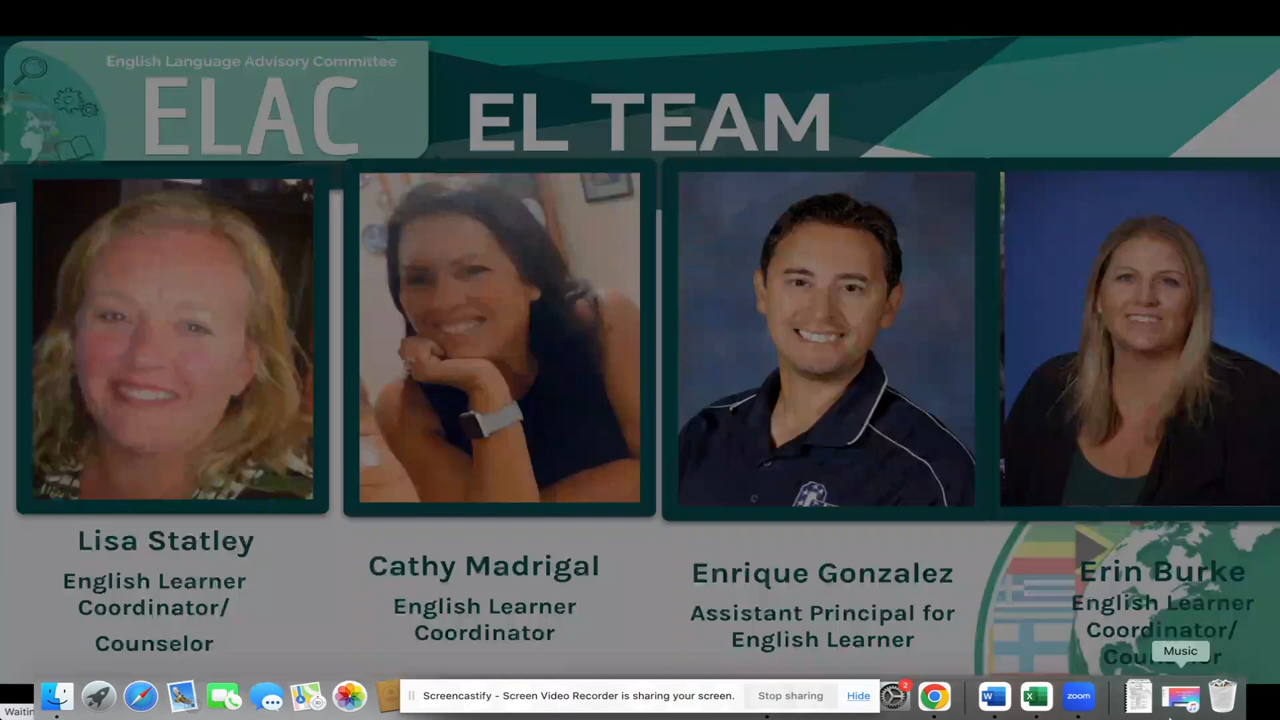 English Language Advisory Committee
ELAC
EL TEAM
Lisa Statley
English Learner
Coordinator/
Counselor
Cathy Madrigal
English Learner
Coordinator
Enrique Gonzalez
Assistant Principal for
English Learner
Erin Burke
English Learner
Coordinator/
Music
Screencastify - Screen Video Recorder is sharing your screen.
Stop sharing
Hide
2
W
X
zoom